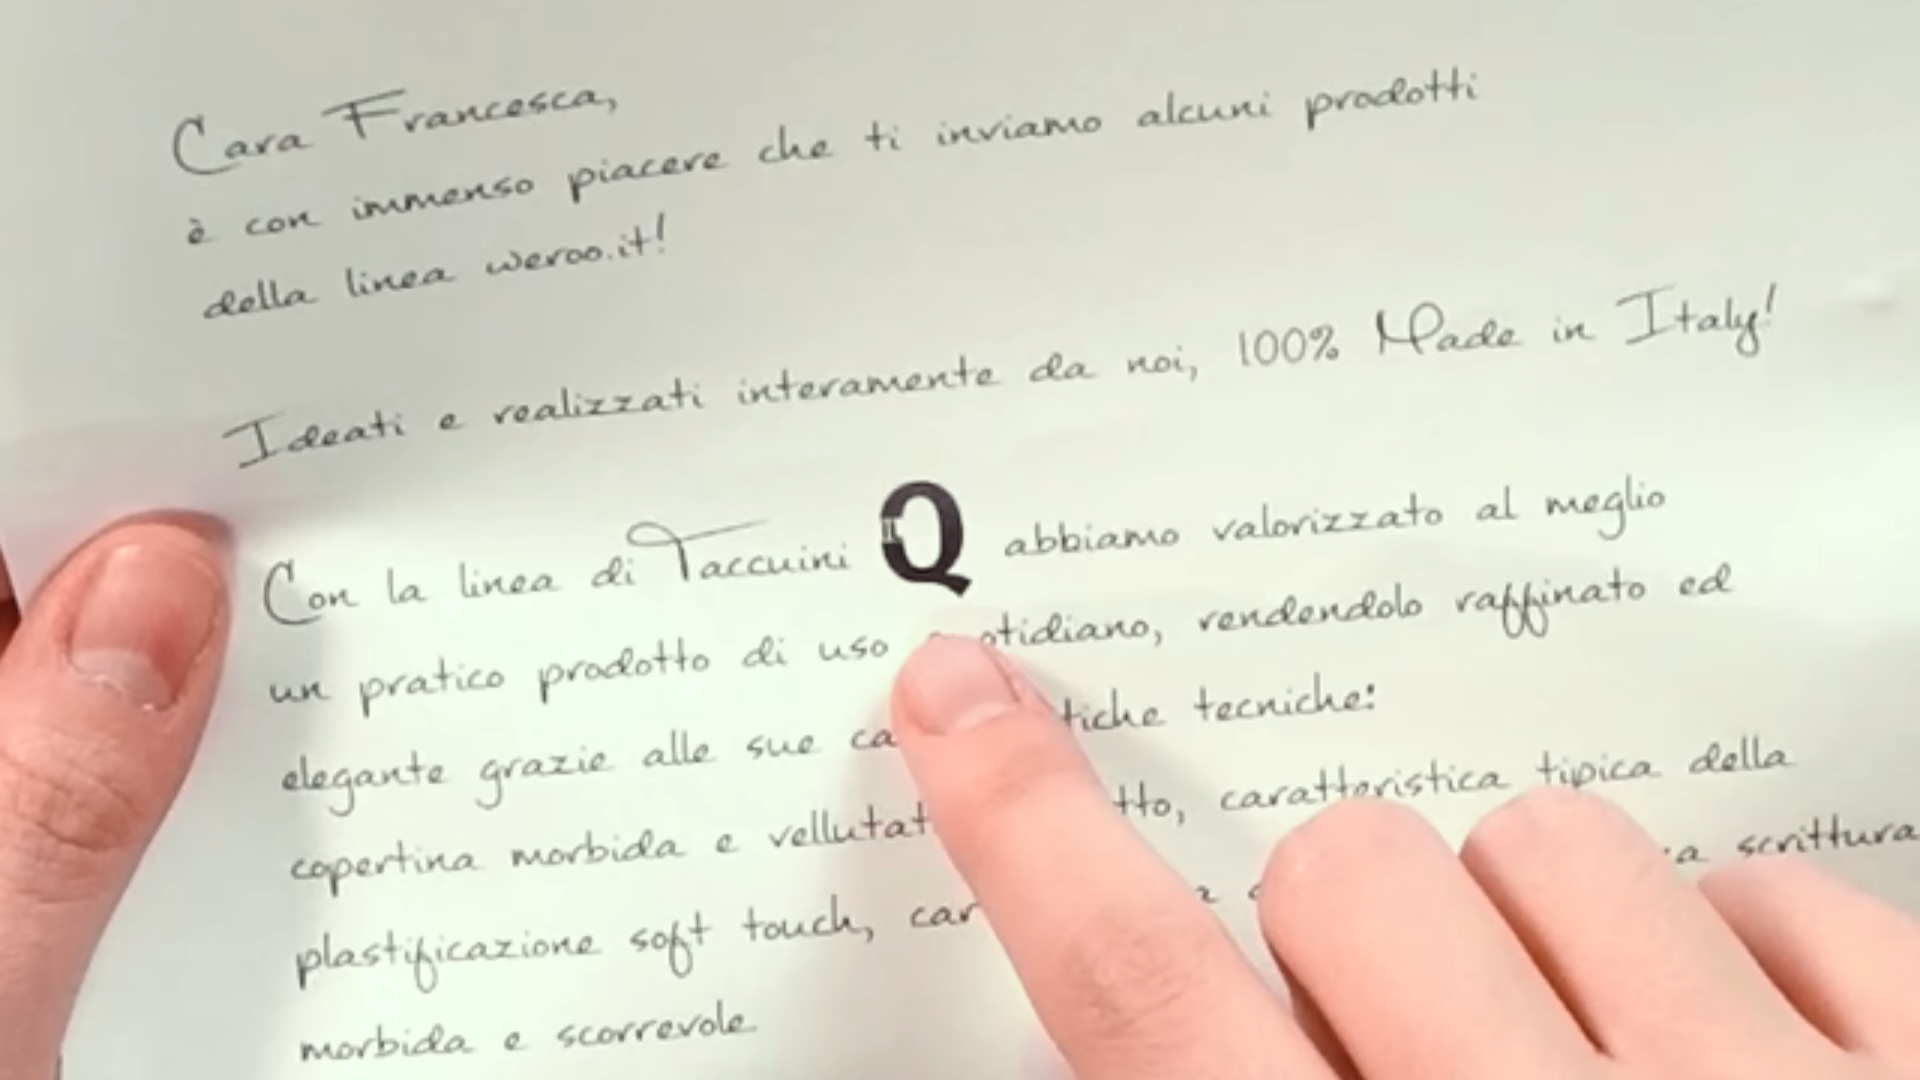 Cara Francesca,
è con immenso piacere che ti inviamo alcuni prodotti
della linea weroo.it!
Ideati e realizzati interamente da noi, 100% Made in Italy!
Con la linea di Taccuini Q abbiamo valorizzato al meglio
un pratico prodotto di uso otidiano, rendendolo raffinato ed
elegante grazie alle sue ca tiche tecniche:
copertina morbida e vellutat tto, caratteristica tipica della
plastificazione soft touch, car a scrittura
morbida e scorrevole